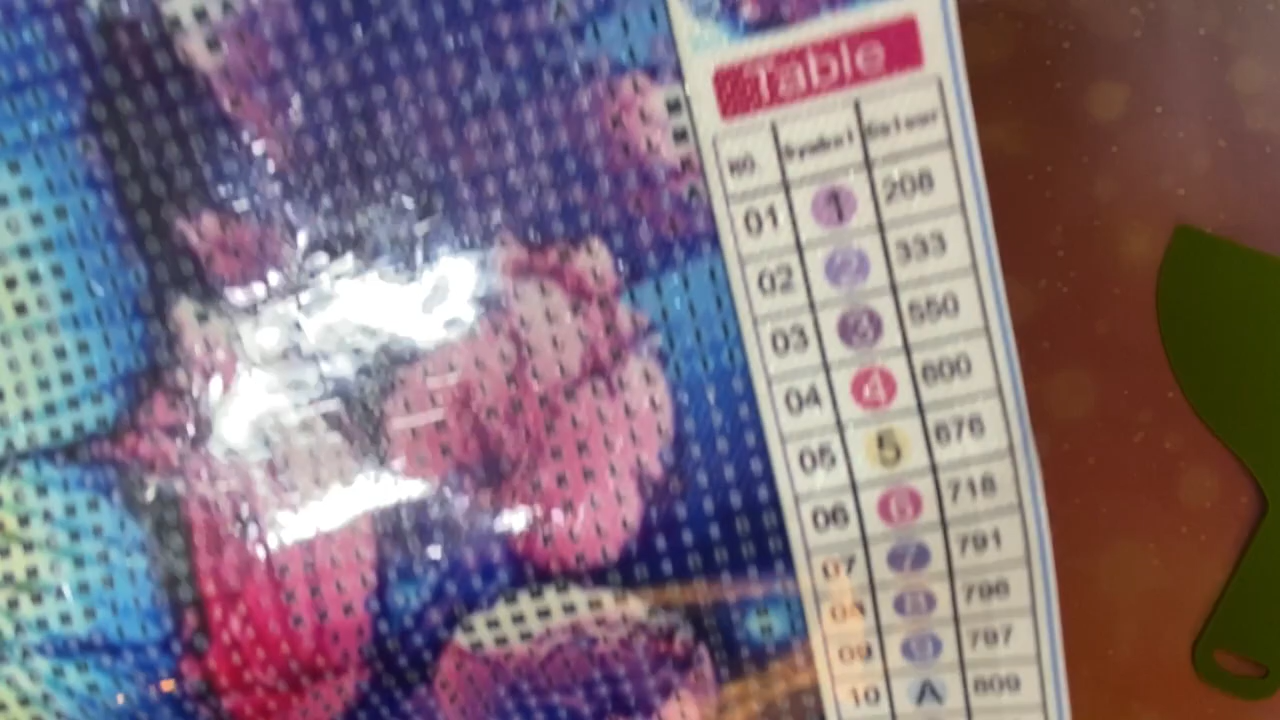 Table
NO. Symbol Colour
01 1 208
02 2 333
03 3 550
04 4 600
05 5 676
06 6 718
07 7 791
08 8 796
09 9 797
10 A 809